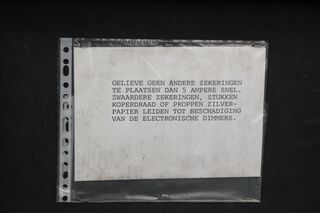 GELIEVE GEEN ANDERE ZEKERINGEN
TE PLAATSEN DAN 5 AMPERE SNEL.
ZWAARDERE ZEKERINGEN, STUKKEN
KOPERDRAAD OF PROPPEN ZILVER-
PAPIER LEIDEN TOT BESCHADIGING
VAN DE ELECTRONISCHE DIMMERS.